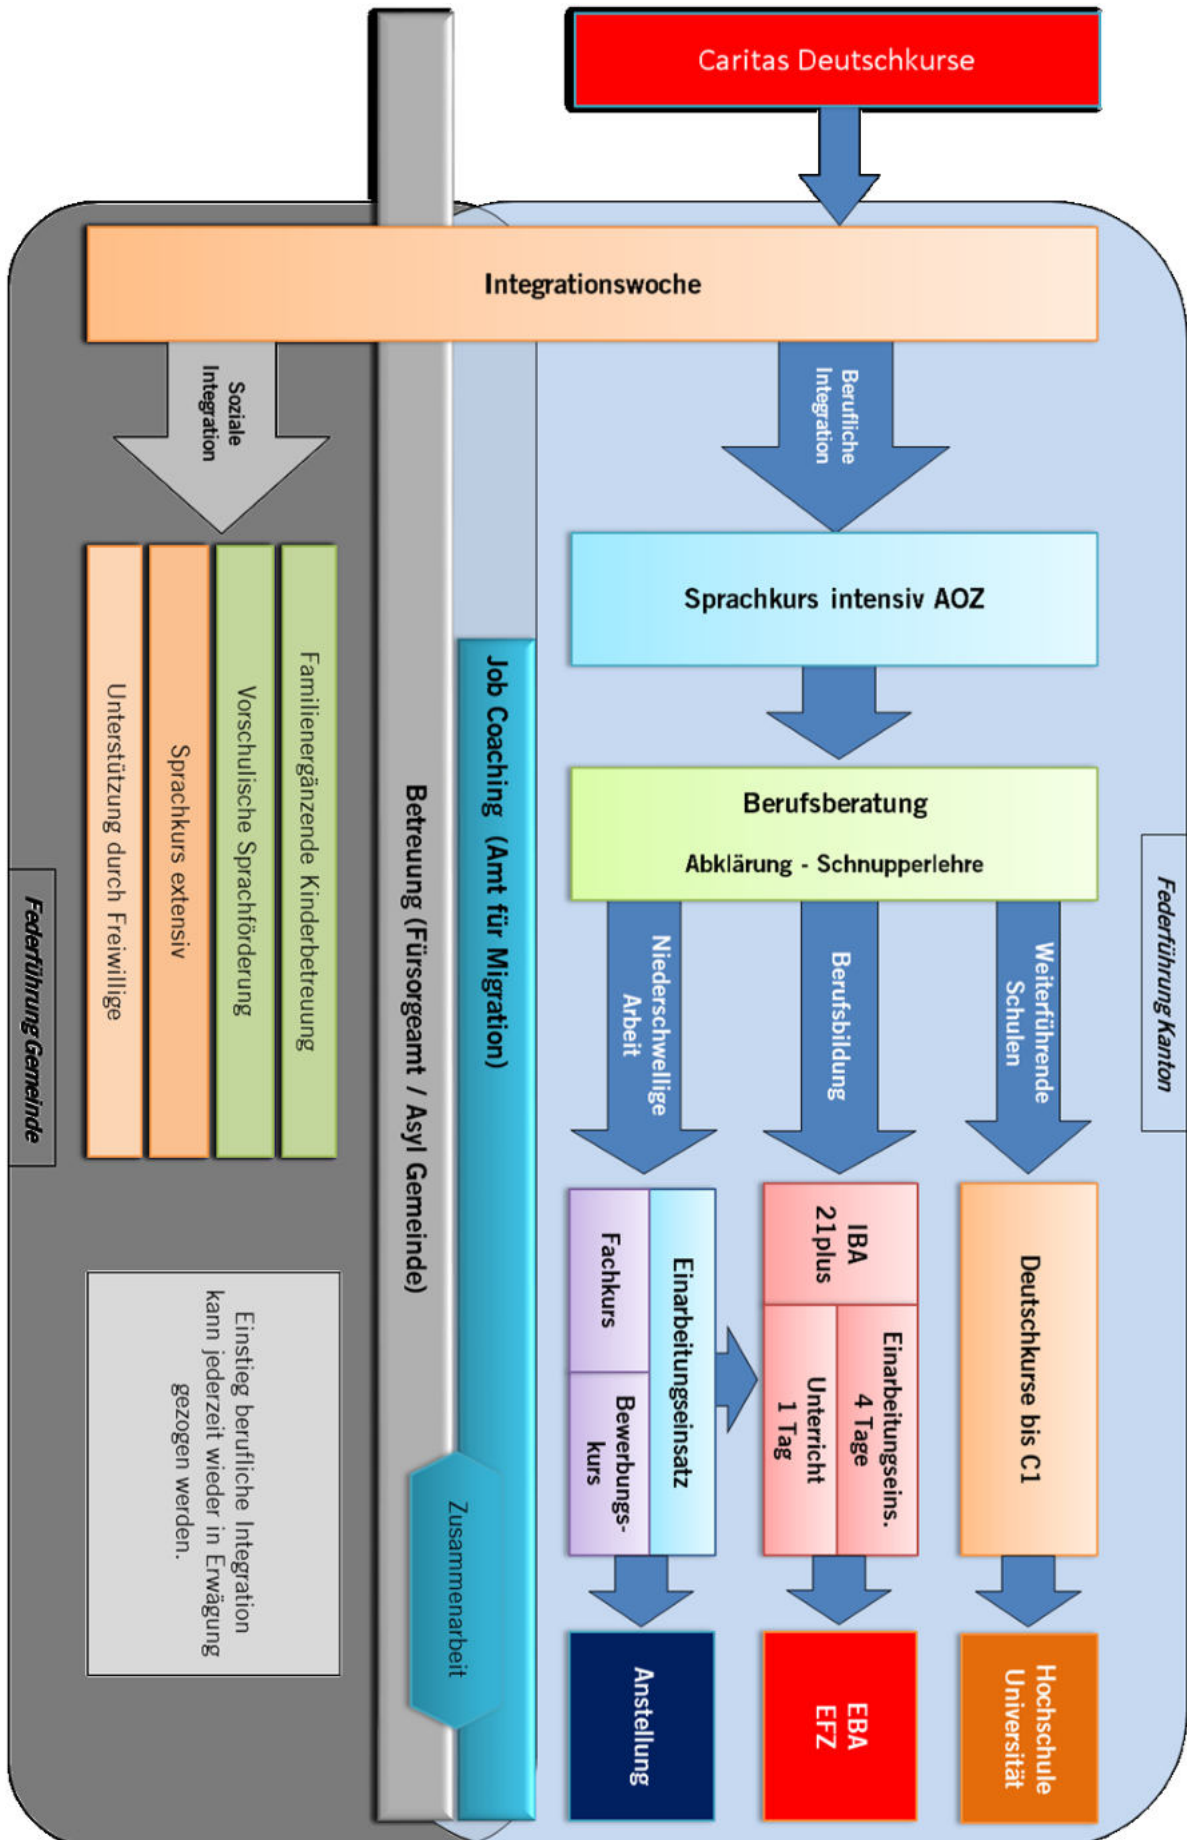 Caritas Deutschkurse
Integrationswoche
Berufliche
Integration
Soziale
Integration
Sprachkurs intensiv AOZ
Berufsberatung
Abklärung - Schnupperlehre
Federführung Kanton
Weiterführende
Schulen
Berufsbildung
Niederschwellige
Arbeit
Deutschkurse bis C1
IBA
21plus
Einarbeitungseins.
4 Tage
Unterricht
1 Tag
Einarbeitungseinsatz
Fachkurs
Bewerbungs-
kurs
Hochschule
Universität
EBA
EFZ
Anstellung
Job Coaching (Amt für Migration)
Betreuung (Fürsorgeamt / Asyl Gemeinde)
Zusammenarbeit
Familienergänzende Kinderbetreuung
Vorschulische Sprachförderung
Sprachkurs extensiv
Unterstützung durch Freiwillige
Einstieg berufliche Integration
kann jederzeit wieder in Erwägung
gezogen werden.
Federführung Gemeinde